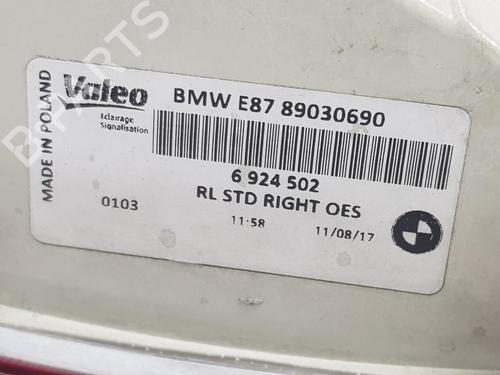 MADE IN POLAND
Valeo
Eclairage
Signalisation
BMW E87 89030690
6 924 502
RL STD RIGHT OES
0103
11:58
11/08/17
B-PARTS